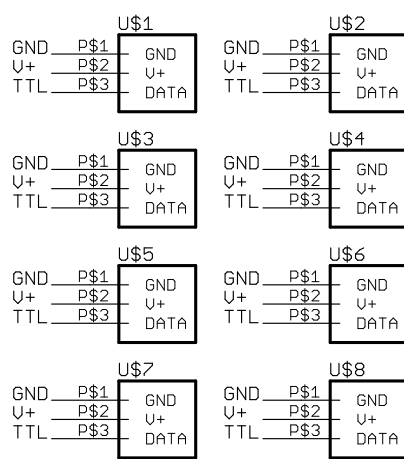 U$1 U$2
GND P$1 GND GND P$1 GND
V+ P$2 V+ V+ P$2 V+
TTL P$3 DATA TTL P$3 DATA
U$3 U$4
GND P$1 GND GND P$1 GND
V+ P$2 V+ V+ P$2 V+
TTL P$3 DATA TTL P$3 DATA
U$5 U$6
GND P$1 GND GND P$1 GND
V+ P$2 V+ V+ P$2 V+
TTL P$3 DATA TTL P$3 DATA
U$7 U$8
GND P$1 GND GND P$1 GND
V+ P$2 V+ V+ P$2 V+
TTL P$3 DATA TTL P$3 DATA